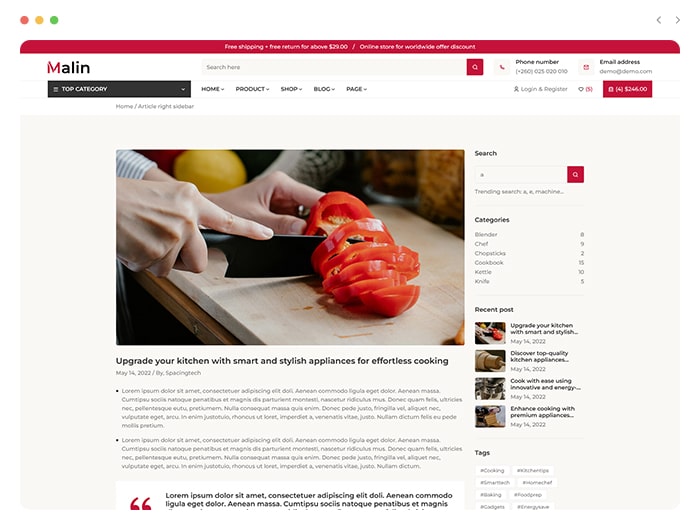 Free shipping + free return for above $29.00 / Online store for worldwide offer discount
Malin
Search here
Phone number
(+260) 025 020 010
Email address
demo@demo.com
TOP CATEGORY
HOME
PRODUCT
SHOP
BLOG
PAGE
Login & Register
(5)
(4) $246.00
Home / Article right sidebar
Upgrade your kitchen with smart and stylish appliances for effortless cooking
May 14, 2022 / By, Spacingtech
Lorem ipsum dolor sit amet, consectetuer adipiscing elit doli. Aenean commodo ligula eget dolor. Aenean massa.
Cumtipsu sociis natoque penatibus et magnis dis parturient montesti, nascetur ridiculus mus. Donec quam felis, ultricies
nec, pellentesque eutu, pretiumem. Nulla consequat massa quis enim. Donec pede justo, fringilla vel, aliquet nec,
vulputate eget, arcu. In enim justotulo, rhoncus ut loret, imperdiet a, venenatis vitae, justo. Nullam dictum felis eu pede
mollis pretium.
Lorem ipsum dolor sit amet, consectetuer adipiscing elit doli. Aenean commodo ligula eget dolor. Aenean massa.
Cumtipsu sociis natoque penatibus et magnis dis parturient montesti, nascetur ridiculus mus. Donec quam felis, ultricies
nec, pellentesque eutu, pretiumem. Nulla consequat massa quis enim. Donec pede justo, fringilla vel, aliquet nec,
vulputate eget, arcu. In enim justotulo, rhoncus ut loret, imperdiet a, venenatis vitae, justo. Nullam dictum.
Lorem ipsum dolor sit amet, consectetuer adipiscing elit doli. Aenean commodo ligula eget dolor. Aenean massa.
Cumtipsu sociis natoque penatibus et magnis
Search
a
Trending search: a, e, machine...
Categories
Blender 8
Chef 9
Chopsticks 2
Cookbook 15
Kettle 10
Knife 5
Recent post
Upgrade your kitchen
with smart and stylish...
May 14, 2022
Discover top-quality
kitchen appliances...
May 14, 2022
Cook with ease using
innovative and energy-...
May 14, 2022
Enhance cooking with
premium appliances...
May 14, 2022
Tags
#Cooking #Kitchentips
#Smarttech #Homechef
#Baking #Foodprep
#Gadgets #Energysave